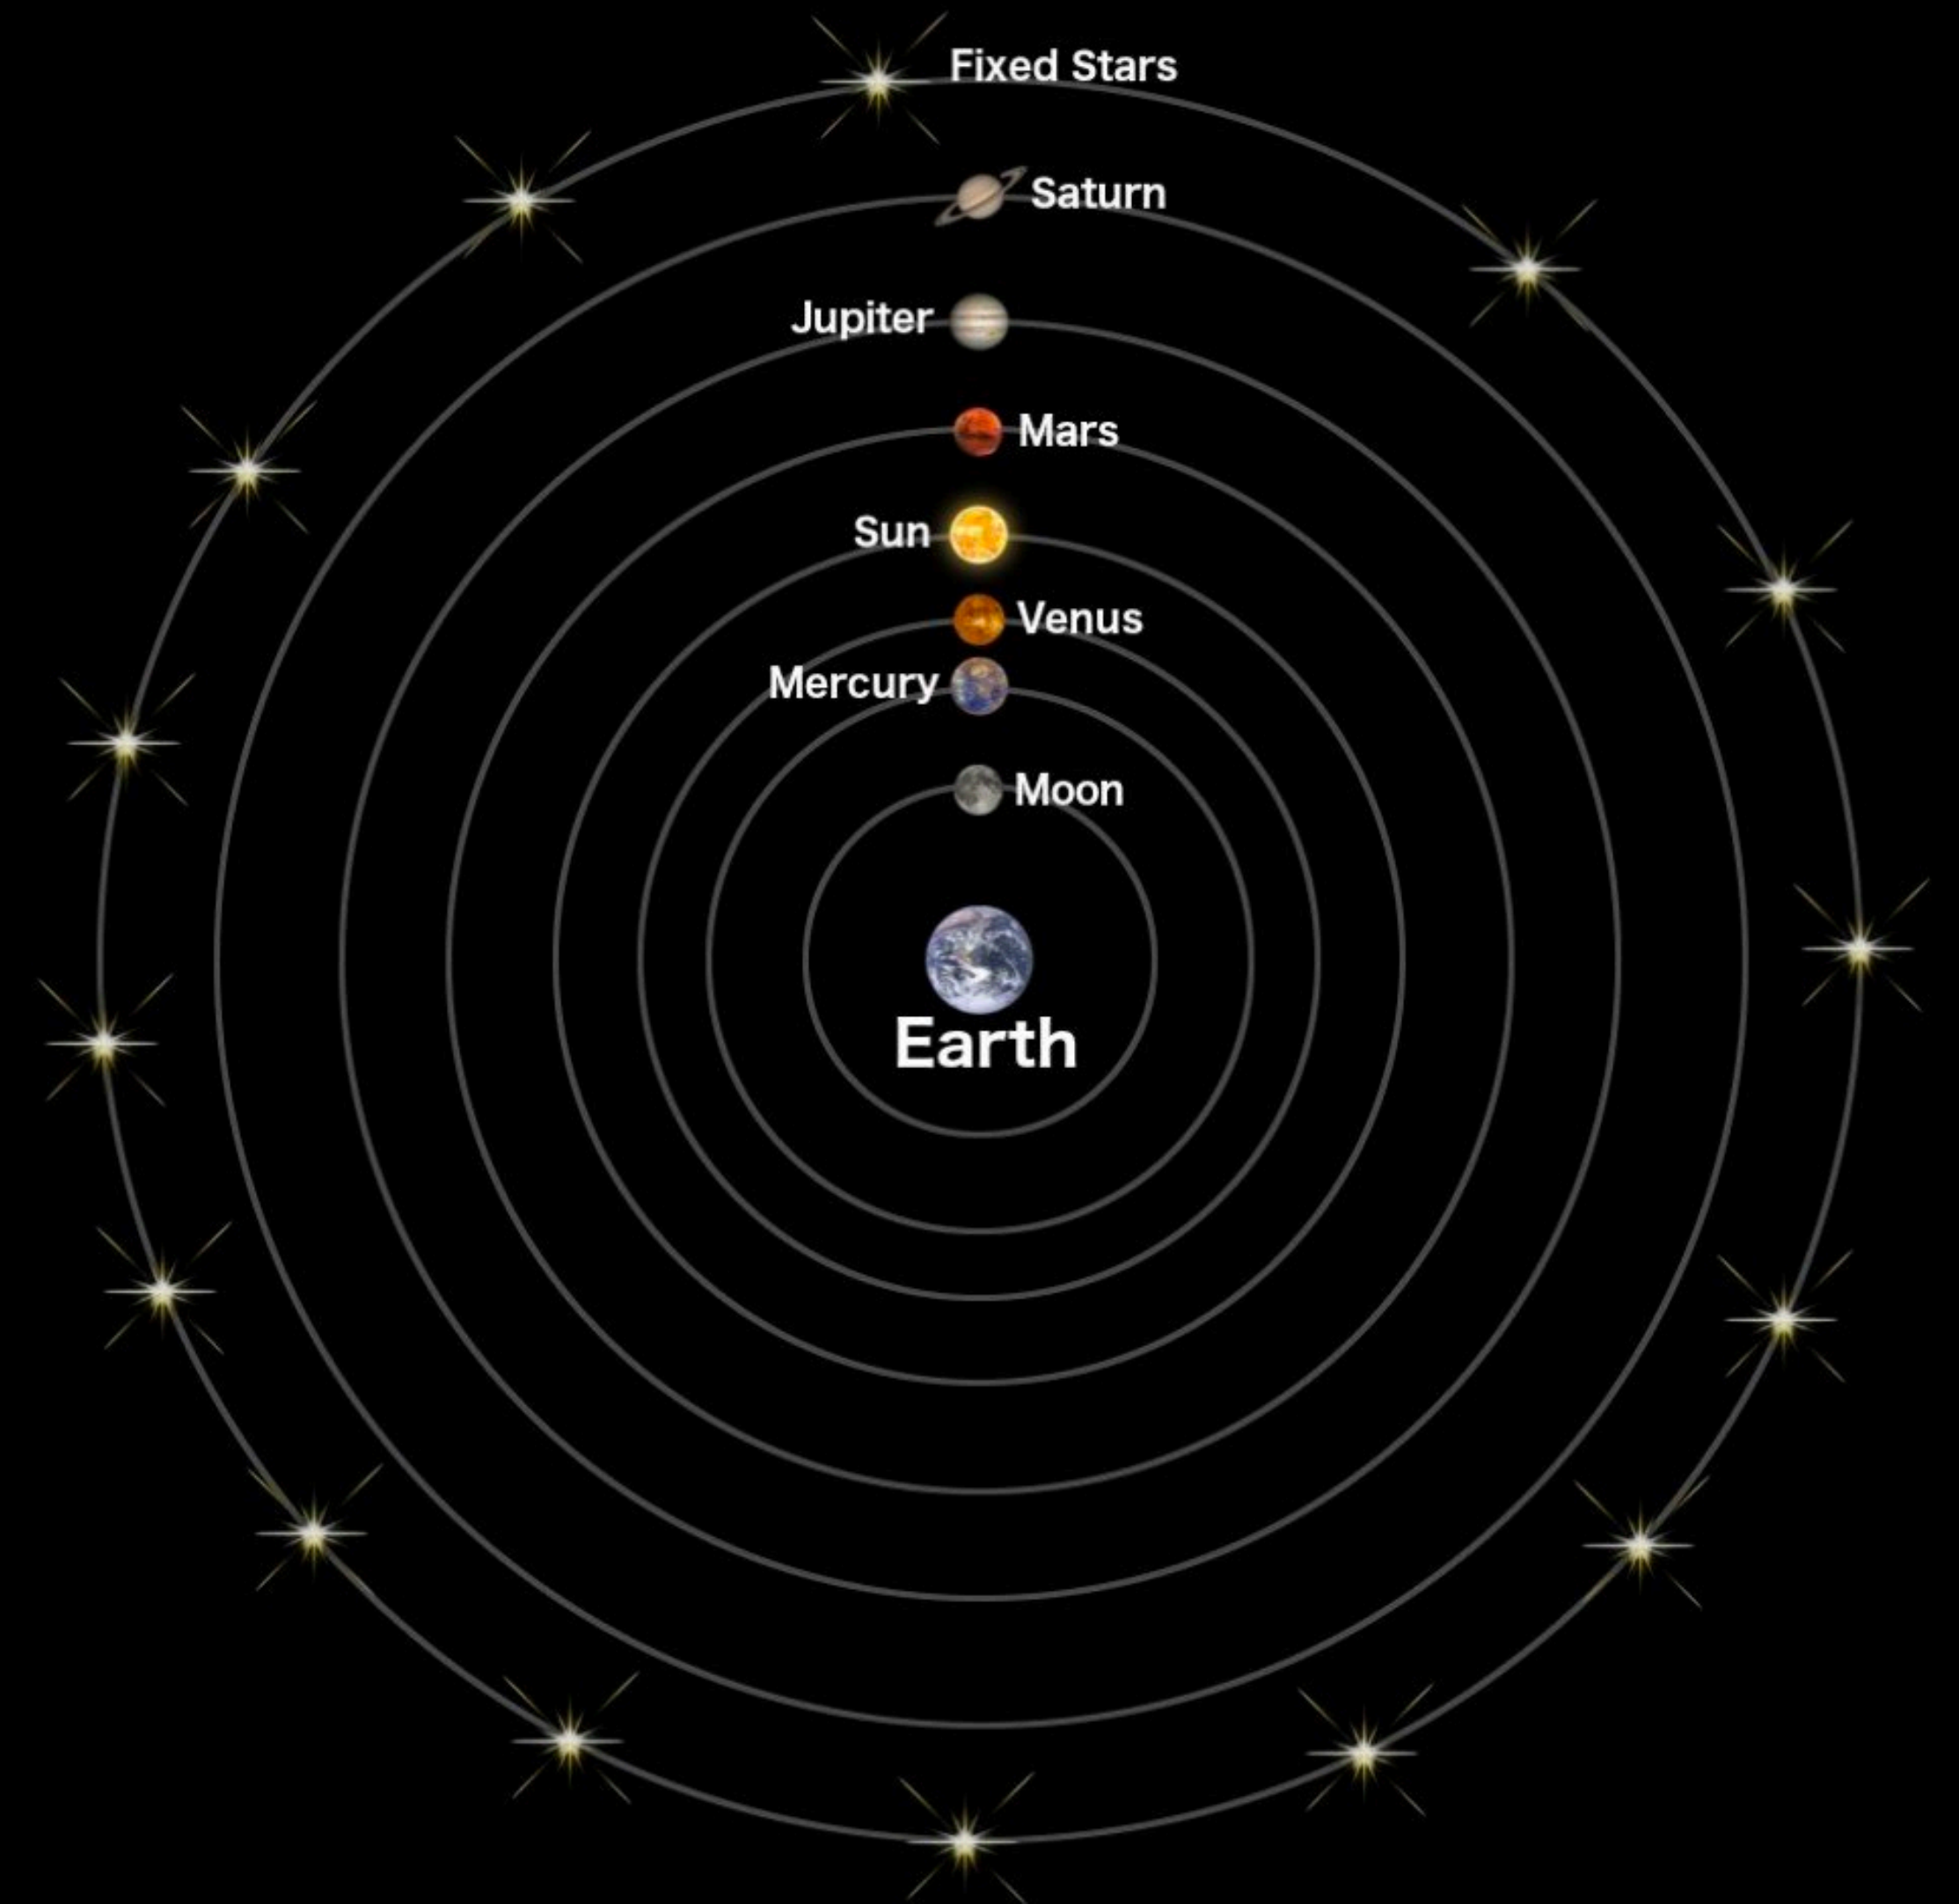 Fixed Stars
Saturn
Jupiter
Mars
Sun
Venus
Mercury
Moon
Earth